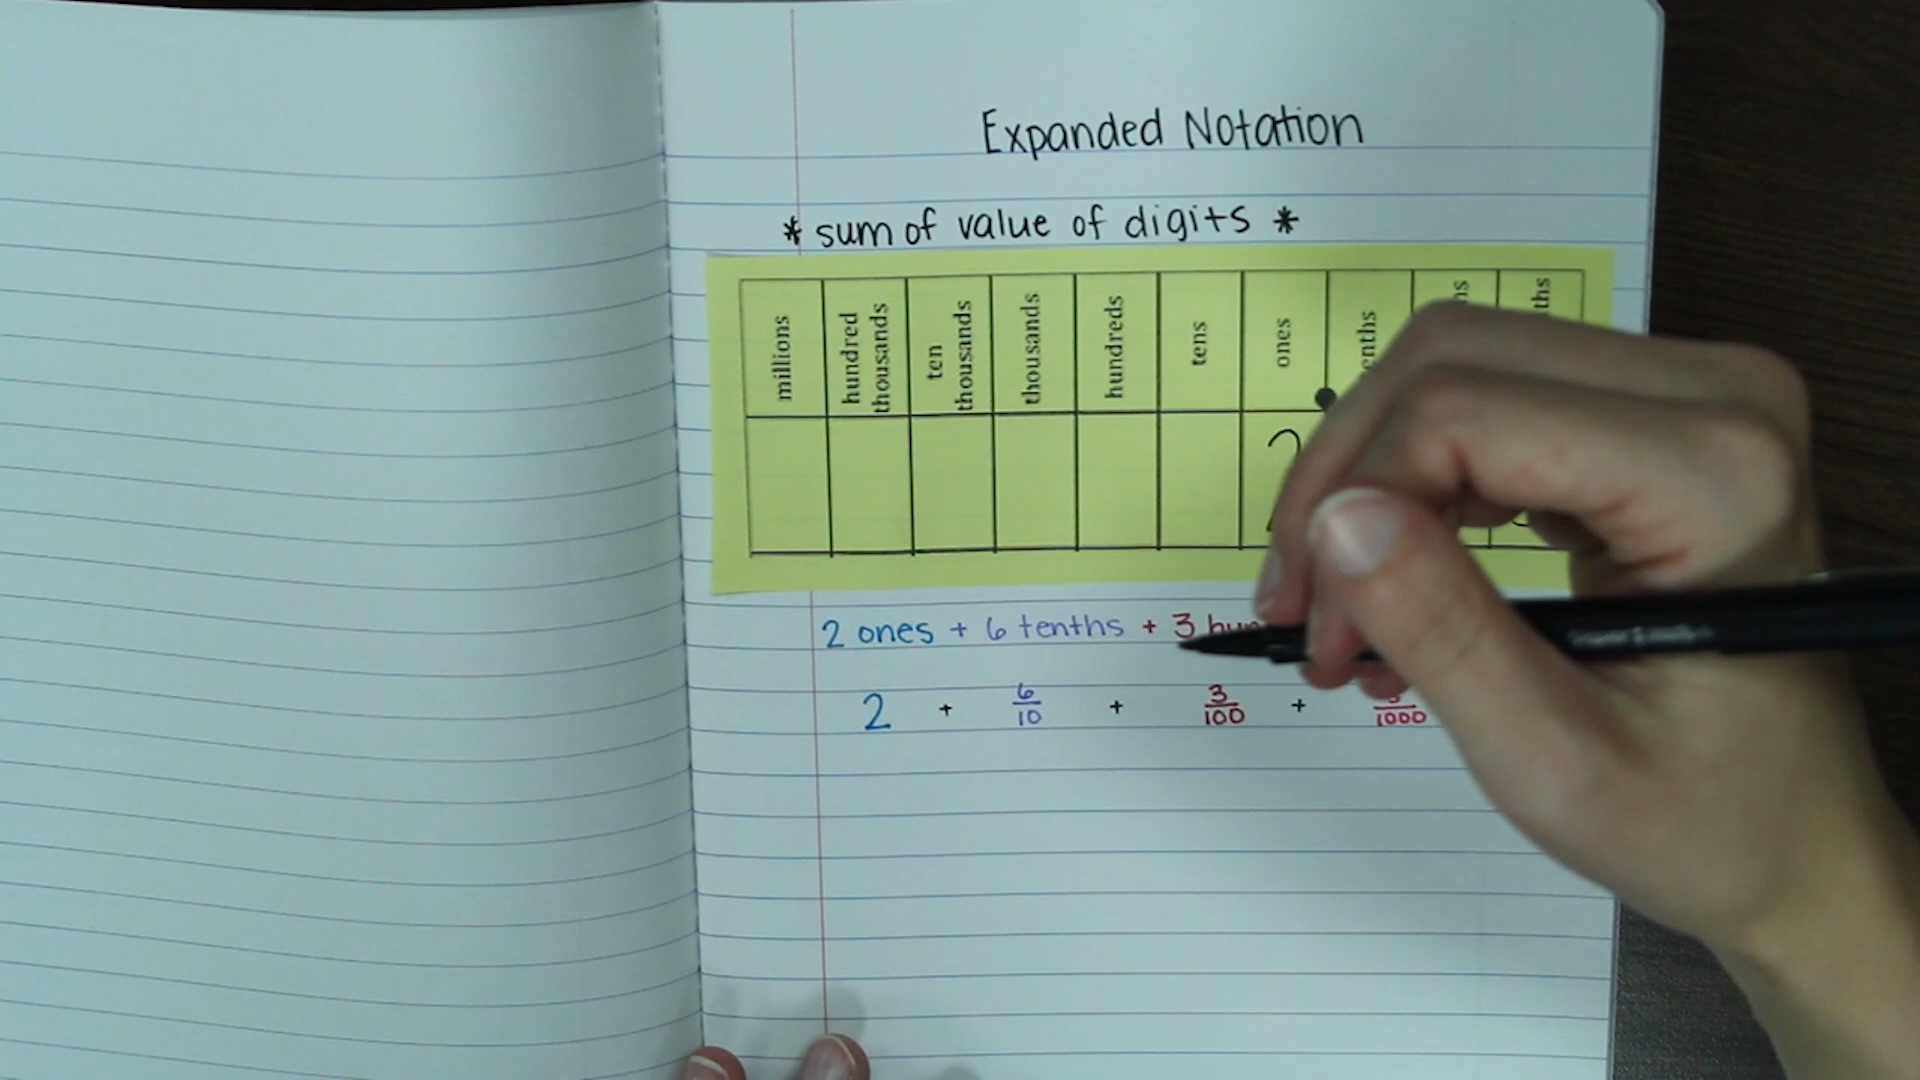 Expanded Notation
* sum of value of digits *
millions
hundred
thousands
ten
thousands
thousands
hundreds
tens
ones
2
2 ones + 6 tenths + 3
2 + 6/10 + 3/100 + /1000